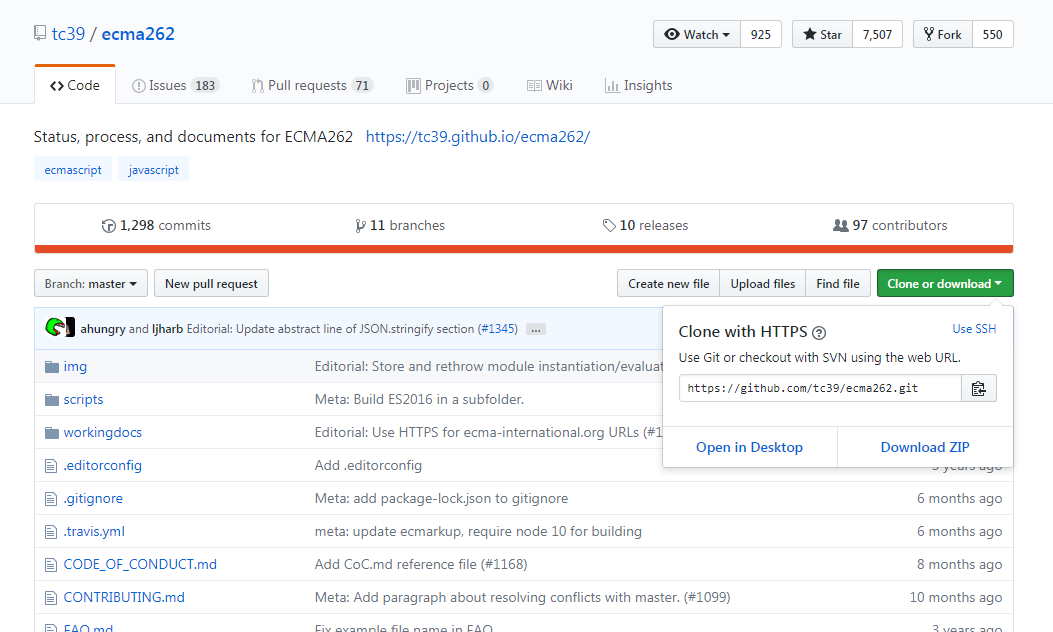 tc39 / ecma262 Watch 925 Star 7,507 Fork 550
Code Issues 183 Pull requests 71 Projects 0 Wiki Insights
Status, process, and documents for ECMA262 https://tc39.github.io/ecma262/
ecmascript javascript
1,298 commits 11 branches 10 releases 97 contributors
Branch: master New pull request Create new file Upload files Find file Clone or download
ahungry and ljharb Editorial: Update abstract line of JSON.stringify section (#1345) ...
Clone with HTTPS Use SSH
Use Git or checkout with SVN using the web URL.
https://github.com/tc39/ecma262.git
Open in Desktop Download ZIP
img Editorial: Store and rethrow module instantiation/evaluat
scripts Meta: Build ES2016 in a subfolder.
workingdocs Editorial: Use HTTPS for ecma-international.org URLs (#1
.editorconfig Add .editorconfig years ago
.gitignore Meta: add package-lock.json to gitignore 6 months ago
.travis.yml meta: update ecmarkup, require node 10 for building 6 months ago
CODE_OF_CONDUCT.md Add CoC.md reference file (#1168) 8 months ago
CONTRIBUTING.md Meta: Add paragraph about resolving conflicts with master. (#1099) 10 months ago
FAQ.md Fix example file name in FAQ 3 years ago